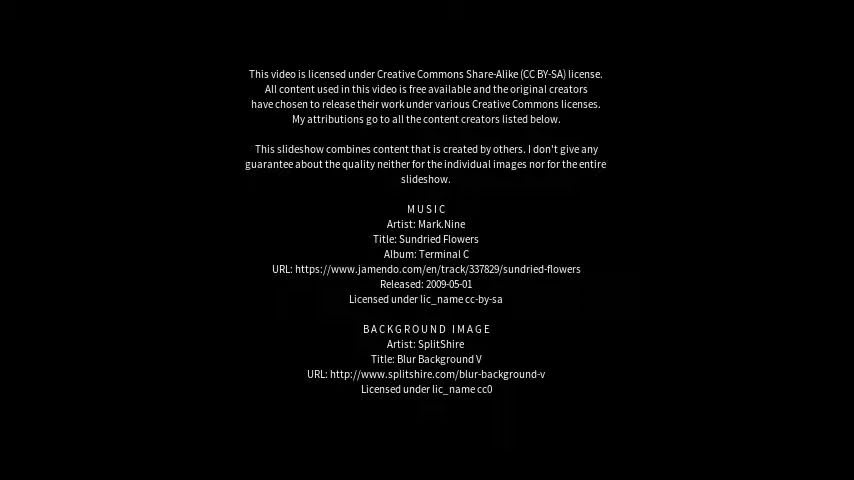 This video is licensed under Creative Commons Share-Alike (CC BY-SA) license.
All content used in this video is free available and the original creators
have chosen to release their work under various Creative Commons licenses.
My attributions go to all the content creators listed below.
This slideshow combines content that is created by others. I don't give any
guarantee about the quality neither for the individual images nor for the entire
slideshow.
MUSIC
Artist: Mark.Nine
Title: Sundried Flowers
Album: Terminal C
URL: https://www.jamendo.com/en/track/337829/sundried-flowers
Released: 2009-05-01
Licensed under lic_name cc-by-sa
BACKGROUND IMAGE
Artist: SplitShire
Title: Blur Background V
URL: http://www.splitshire.com/blur-background-v
Licensed under lic_name cc0